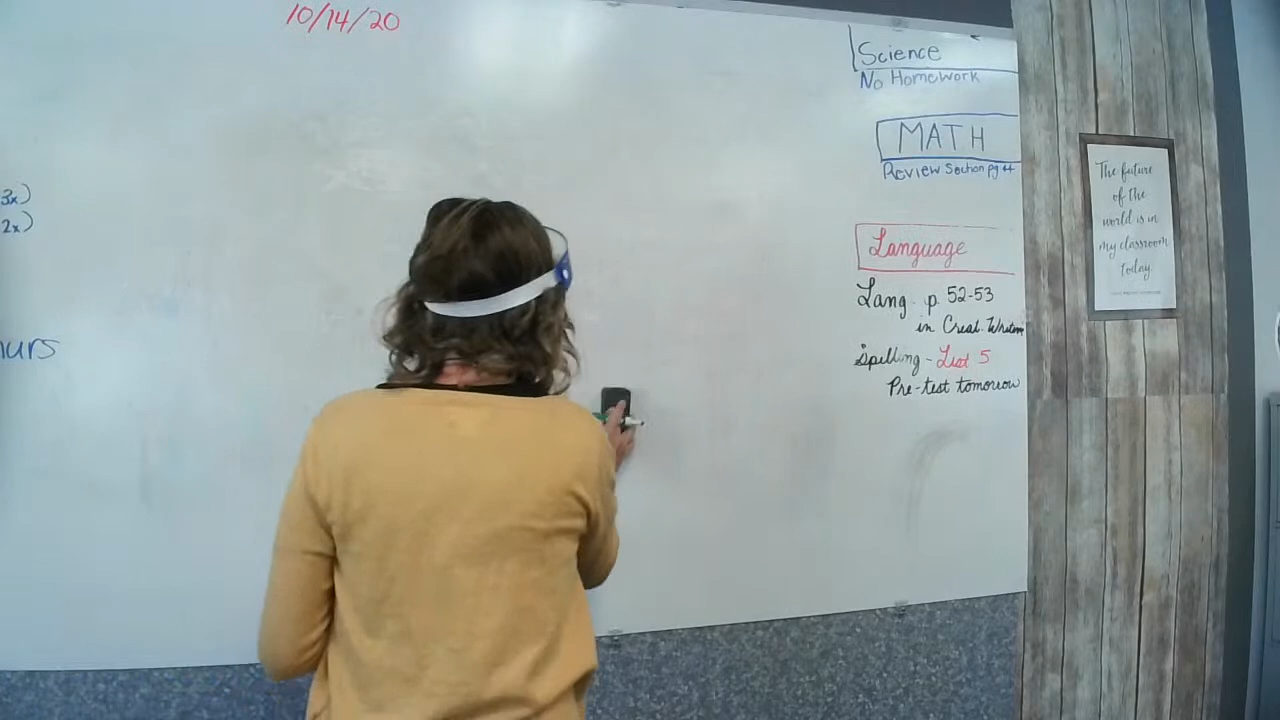 10/14/20
3x)
2x)
urs
Science
No Homework
MATH
Review Section pg 44
Language
Lang. p. 52-53
in Creat. Writing
Spelling - List 5
Pre-test tomorrow
The future
of the
world is in
my classroom
today.